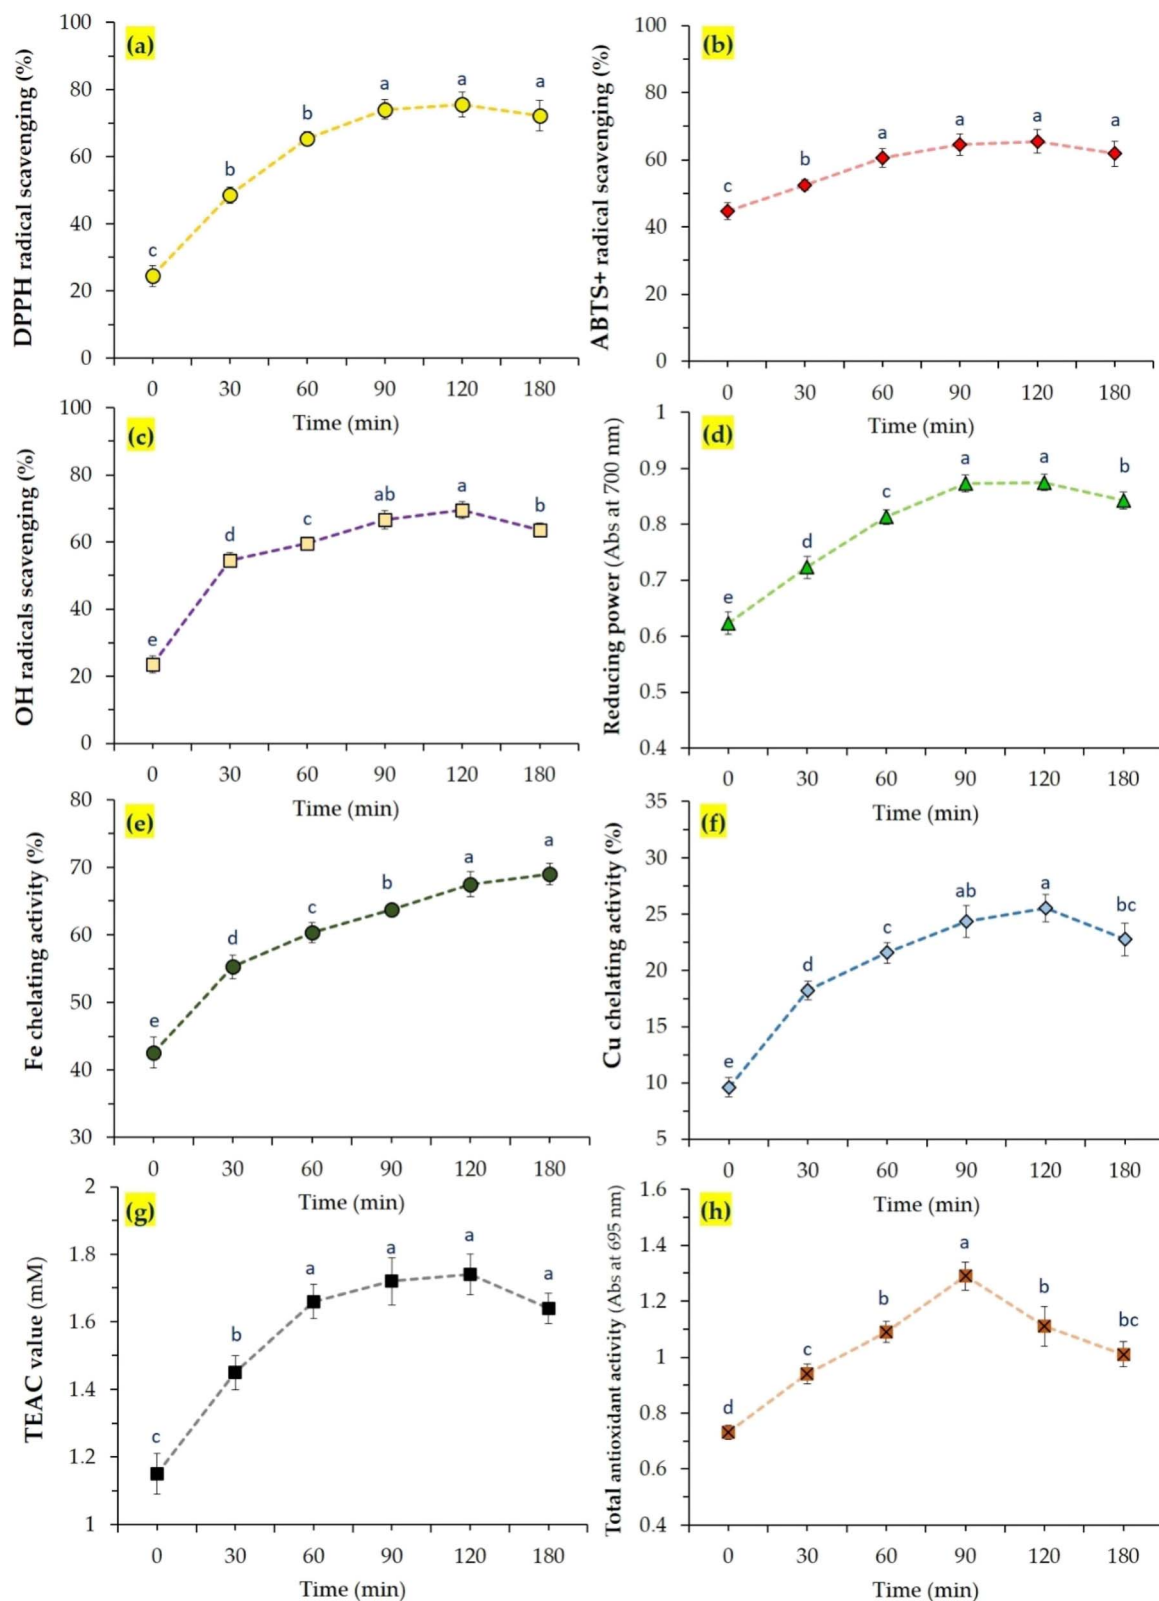 (a)
DPPH radical scavenging (%)
100
80
60
40
20
0
c
b
b
a
a
a
0 30 60 90 120 180
Time (min)
(b)
ABTS+ radical scavenging (%)
100
80
60
40
20
0
c
b
a
a
a
a
0 30 60 90 120 180
Time (min)
(c)
OH radicals scavenging (%)
100
80
60
40
20
0
e
d
c
ab
a
b
0 30 60 90 120 180
Time (min)
(d)
Reducing power (Abs at 700 nm)
1
0.9
0.8
0.7
0.6
0.5
0.4
e
d
c
a
a
b
0 30 60 90 120 180
Time (min)
(e)
Fe chelating activity (%)
80
70
60
50
40
30
e
d
c
b
a
a
0 30 60 90 120 180
Time (min)
(f)
Cu chelating activity (%)
35
30
25
20
15
10
5
e
d
c
ab
a
bc
0 30 60 90 120 180
Time (min)
(g)
TEAC value (mM)
2
1.8
1.6
1.4
1.2
1
c
b
a
a
a
a
0 30 60 90 120 180
Time (min)
(h)
Total antioxidant activity (Abs at 695 nm)
1.6
1.4
1.2
1
0.8
0.6
0.4
d
c
b
a
b
bc
0 30 60 90 120 180
Time (min)